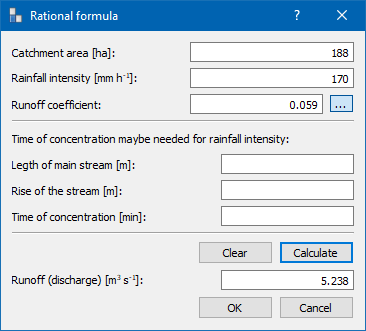 Rational formula
Catchment area [ha]: 188
Rainfall intensity [mm h⁻¹]: 170
Runoff coefficient: 0.059 ...
Time of concentration maybe needed for rainfall intensity:
Legth of main stream [m]:
Rise of the stream [m]:
Time of concentration [min]:
Clear Calculate
Runoff (discharge) [m³ s⁻¹]: 5.238
OK Cancel